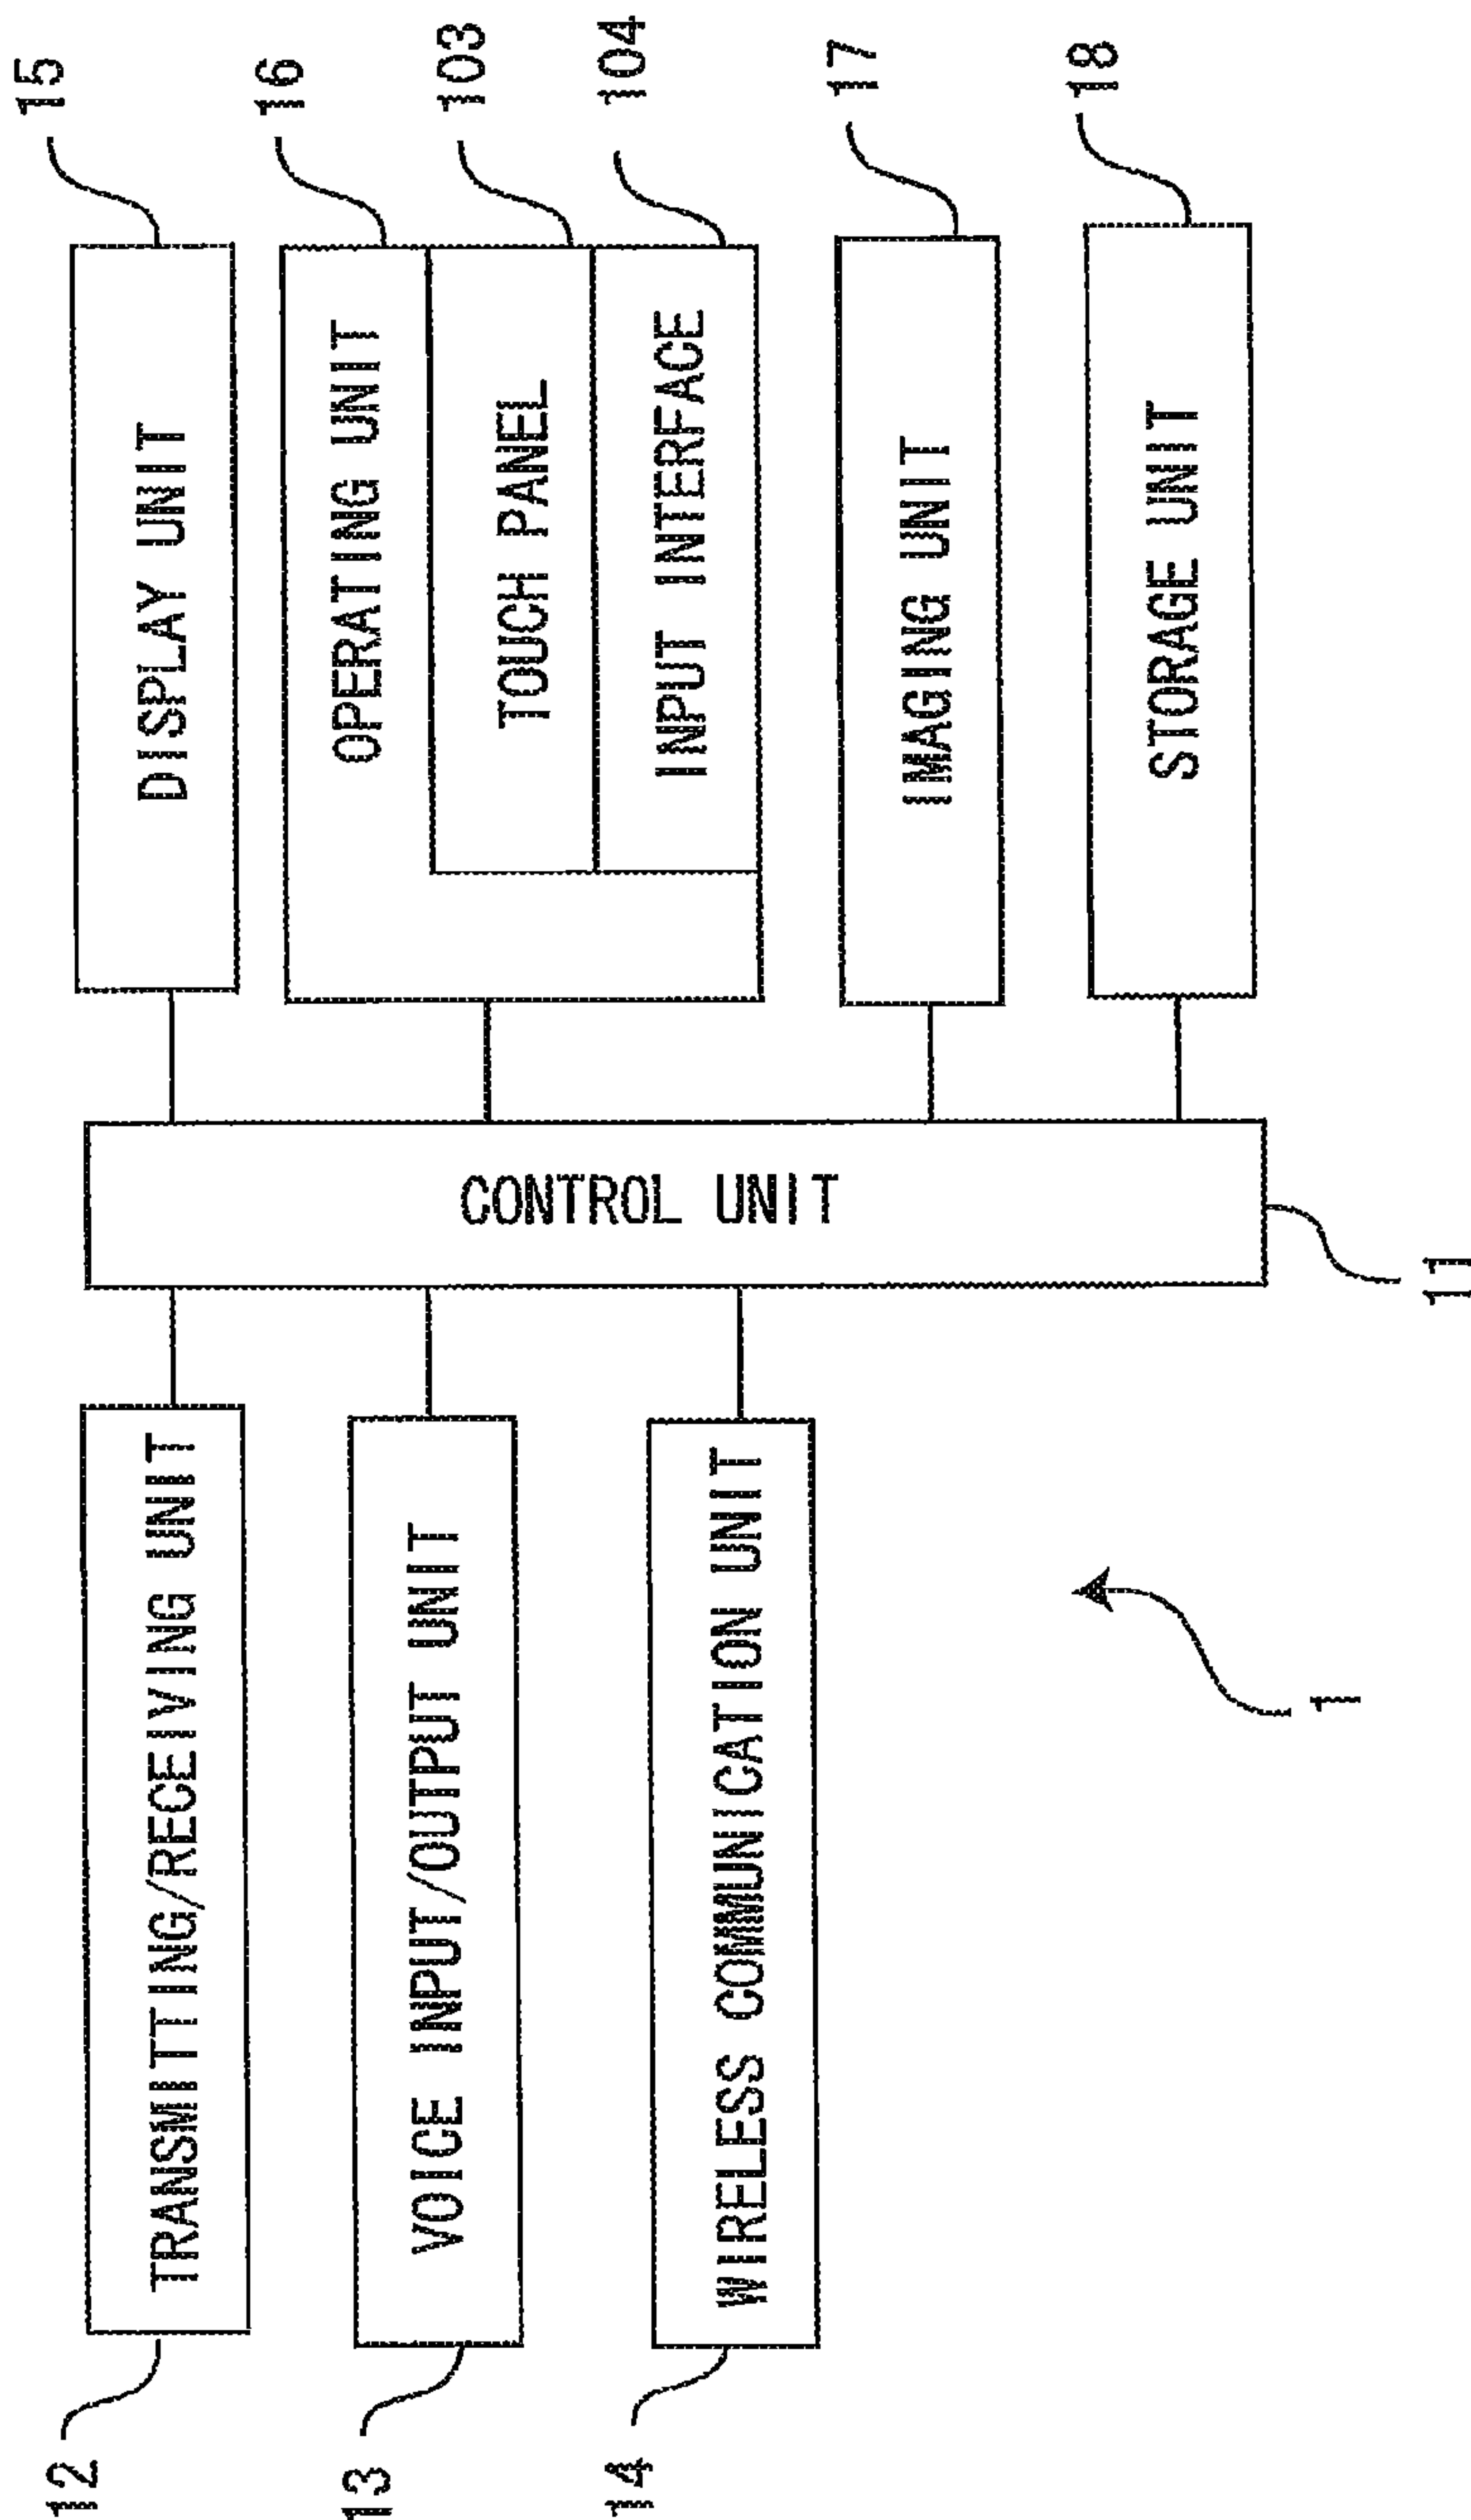 12
TRANSMITTING/RECEIVING UNIT
13
VOICE INPUT/OUTPUT UNIT
14
WIRELESS COMMUNICATION UNIT
1
CONTROL UNIT
11
DISPLAY UNIT
15
OPERATING UNIT
16
TOUCH PANEL
103
INPUT INTERFACE
104
IMAGING UNIT
17
STORAGE UNIT
18